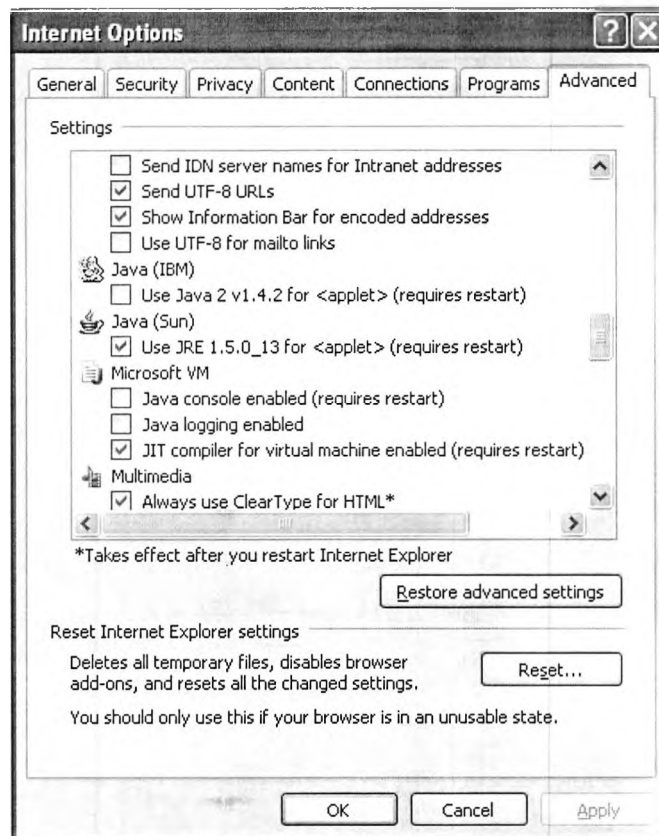 Internet Options
General Security Privacy Content Connections Programs Advanced
Settings
Send IDN server names for Intranet addresses
Send UTF-8 URLs
Show Information Bar for encoded addresses
Use UTF-8 for mailto links
Java (IBM)
Use Java 2 v1.4.2 for <applet> (requires restart)
Java (Sun)
Use JRE 1.5.0_13 for <applet> (requires restart)
Microsoft VM
Java console enabled (requires restart)
Java logging enabled
JIT compiler for virtual machine enabled (requires restart)
Multimedia
Always use ClearType for HTML*
*Takes effect after you restart Internet Explorer
Restore advanced settings
Reset Internet Explorer settings
Deletes all temporary files, disables browser
add-ons, and resets all the changed settings.
Reset...
You should only use this if your browser is in an unusable state.
OK Cancel Apply